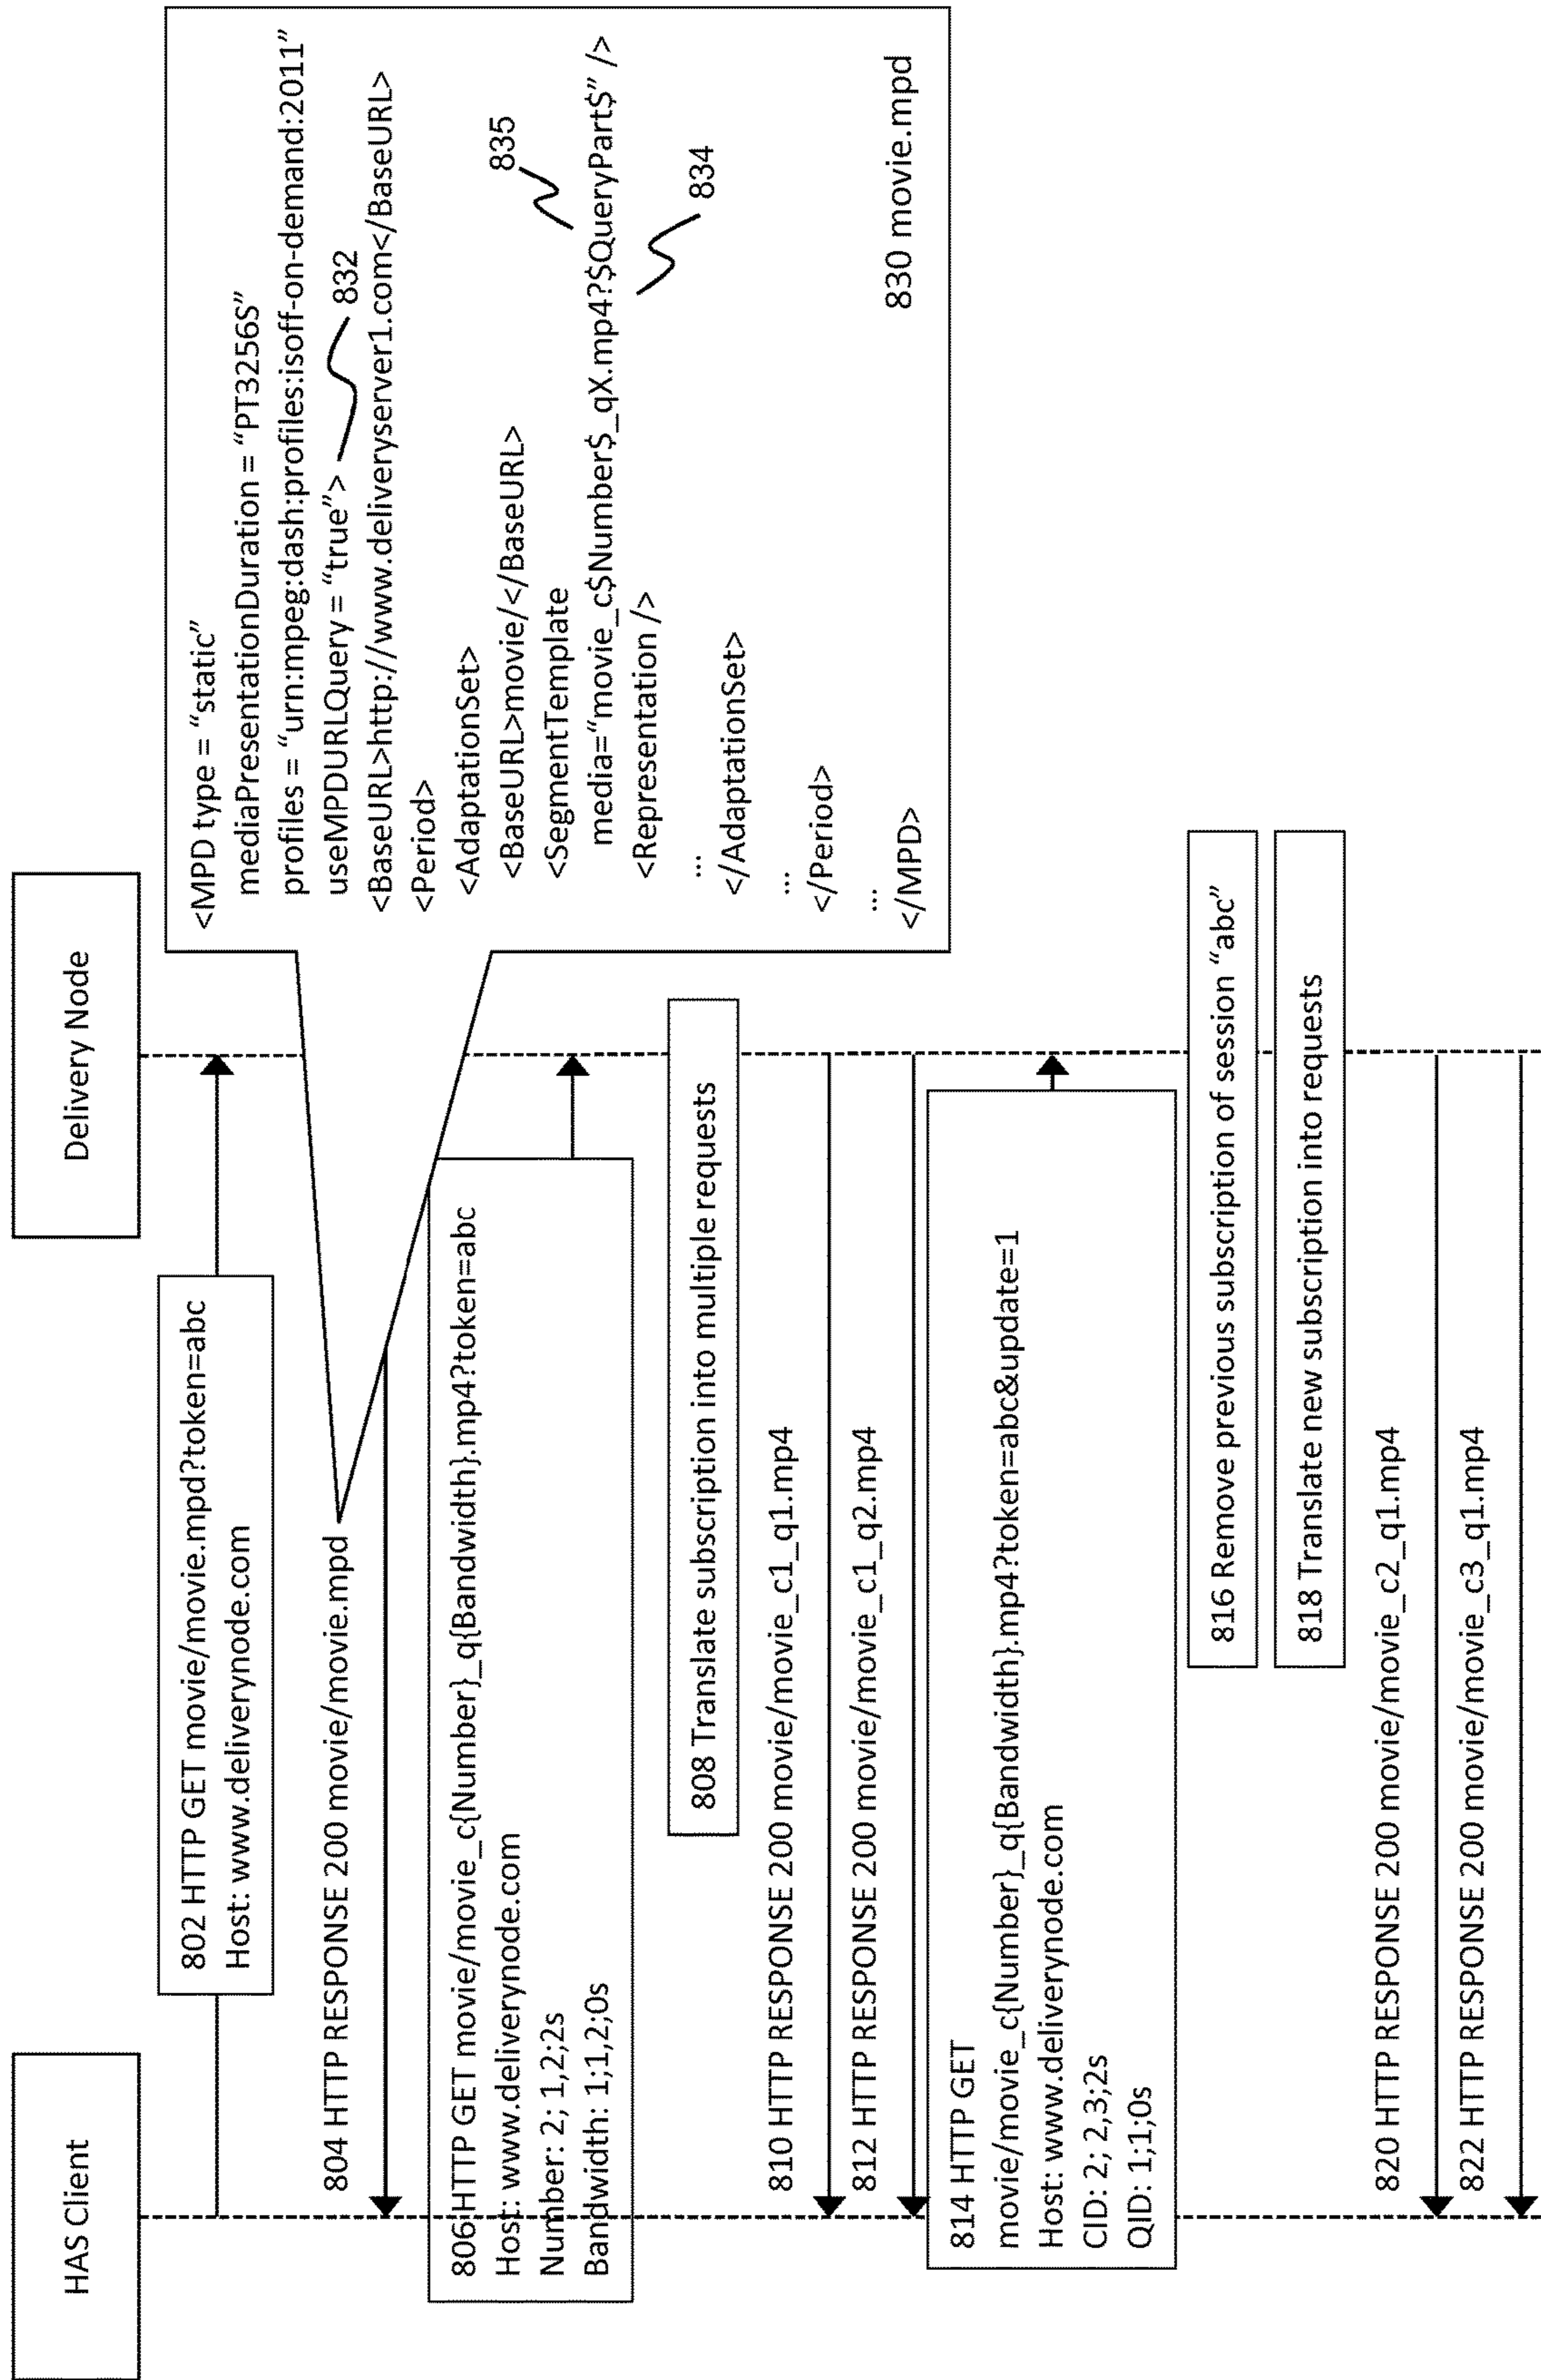 HAS Client
Delivery Node
802 HTTP GET movie/movie.mpd?token=abc
Host: www.deliverynode.com
804 HTTP RESPONSE 200 movie/movie.mpd
<MPD type = “static”
mediaPresentationDuration = “PT3256S”
profiles = “urn:mpeg:dash:profiles:isoff-on-demand:2011”
useMPDURLQuery = “true”>
832
<BaseURL>http://www.deliveryserver1.com</BaseURL>
<Period>
<AdaptationSet>
<BaseURL>movie/</BaseURL>
835
<SegmentTemplate
media=“movie_c$Number$_qX.mp4?$QueryPart$” />
<Representation />
834
...
</AdaptationSet>
...
</Period>
...
</MPD>
830 movie.mpd
806 HTTP GET movie/movie_c{Number}_q{Bandwidth}.mp4?token=abc
Host: www.deliverynode.com
Number: 2; 1,2;2s
Bandwidth: 1;1,2;0s
808 Translate subscription into multiple requests
810 HTTP RESPONSE 200 movie/movie_c1_q1.mp4
812 HTTP RESPONSE 200 movie/movie_c1_q2.mp4
814 HTTP GET
movie/movie_c{Number}_q{Bandwidth}.mp4?token=abc&update=1
Host: www.deliverynode.com
CID: 2; 2,3;2s
QID: 1;1;0s
816 Remove previous subscription of session “abc”
818 Translate new subscription into requests
820 HTTP RESPONSE 200 movie/movie_c2_q1.mp4
822 HTTP RESPONSE 200 movie/movie_c3_q1.mp4